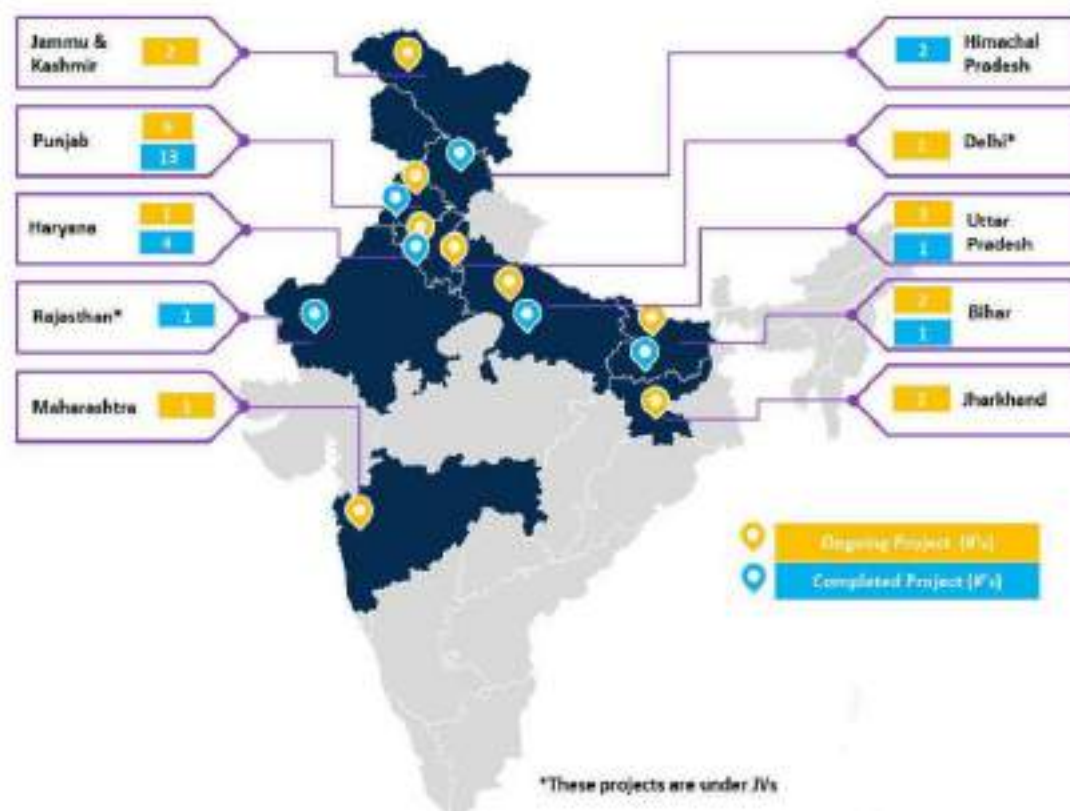 Jammu &
Kashmir
2
Punjab
13
Haryana
4
Rajasthan*
1
Maharashtra
1
Himachal
Pradesh
2
Delhi*
Uttar
Pradesh
1
Bihar
2
1
Jharkhand
Ongoing Project (#'s)
Completed Project (#'s)
*These projects are under JVs